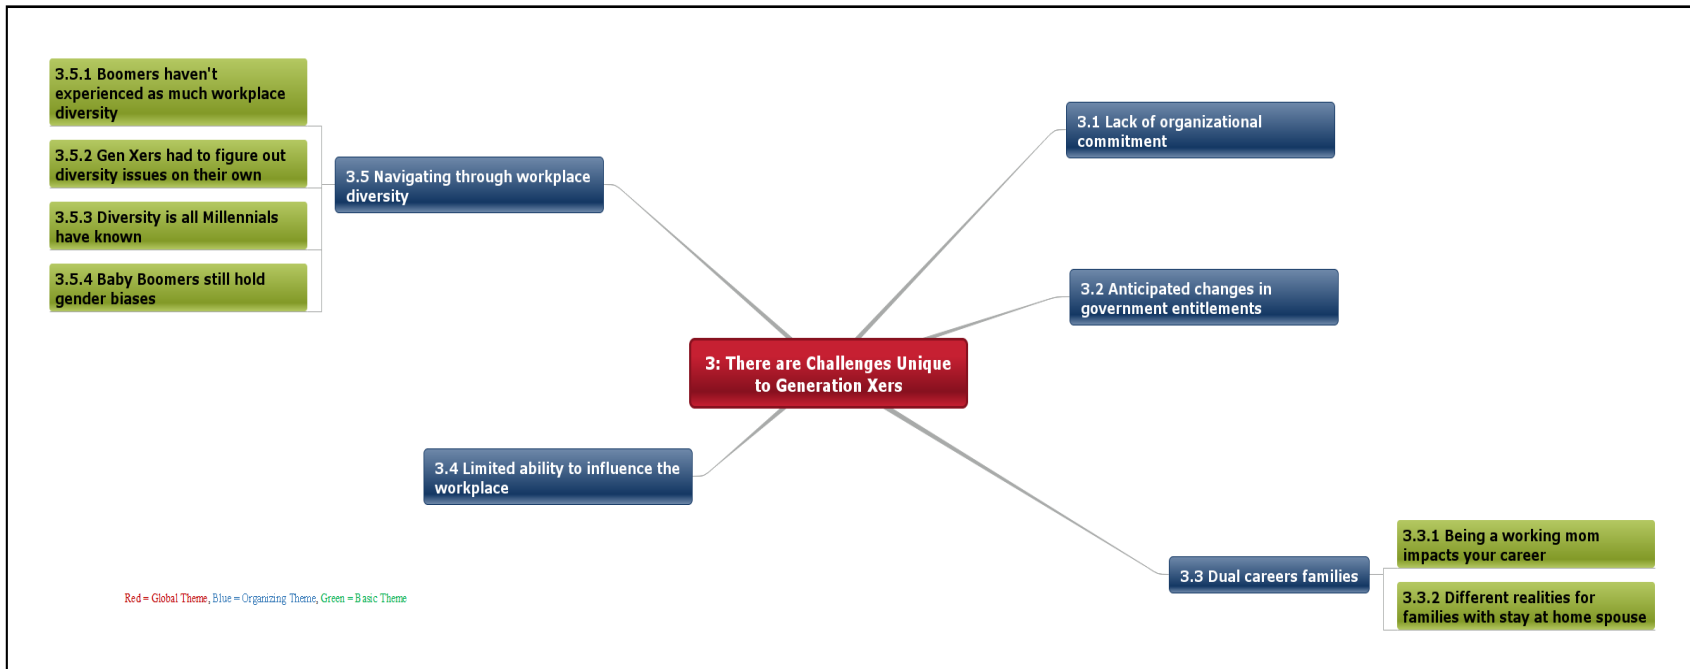 3.5.1 Boomers haven't
experienced as much workplace
diversity
3.5.2 Gen Xers had to figure out
diversity issues on their own
3.5.3 Diversity is all Millennials
have known
3.5.4 Baby Boomers still hold
gender biases
3.5 Navigating through workplace
diversity
3.1 Lack of organizational
commitment
3.2 Anticipated changes in
government entitlements
3: There are Challenges Unique
to Generation Xers
3.4 Limited ability to influence the
workplace
3.3 Dual careers families
3.3.1 Being a working mom
impacts your career
3.3.2 Different realities for
families with stay at home spouse
Red = Global Theme, Blue = Organizing Theme, Green = Basic Theme